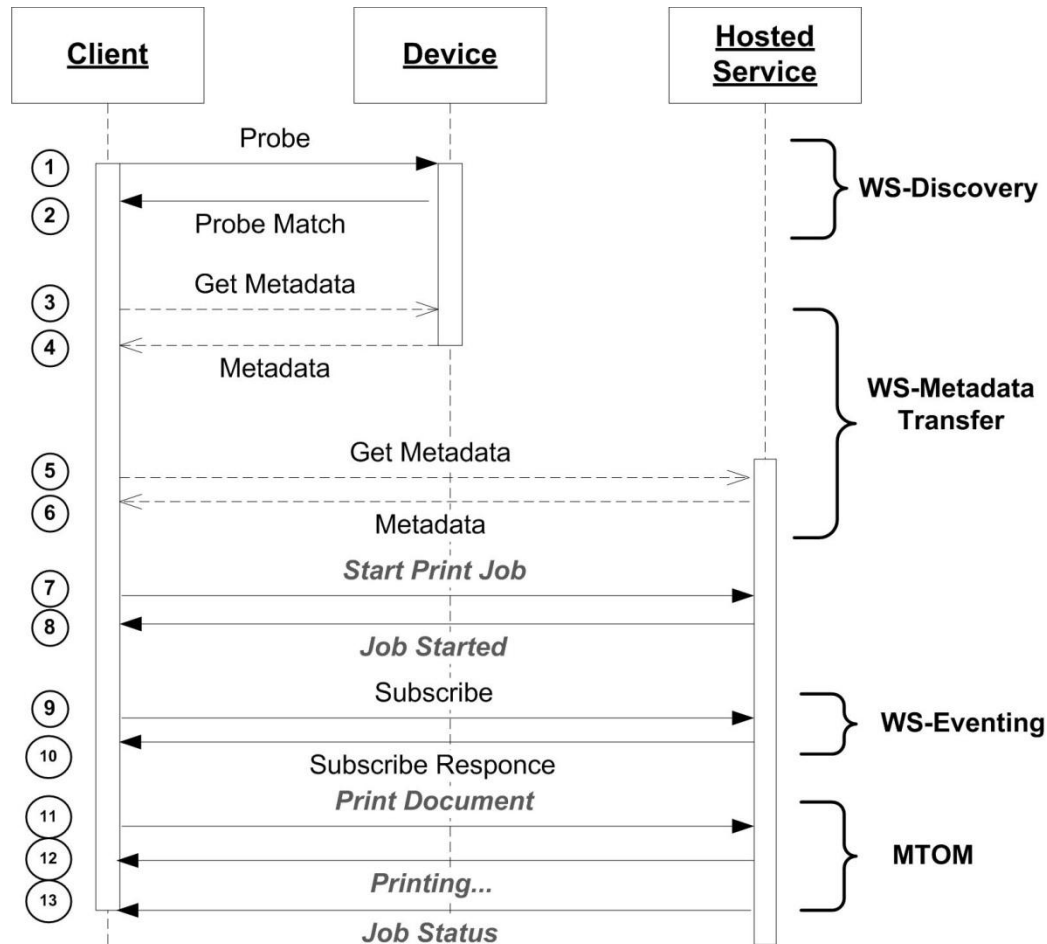 Client
Device
Hosted
Service
Probe
1
WS-Discovery
2
Probe Match
Get Metadata
3
4
Metadata
WS-Metadata
Transfer
Get Metadata
5
6
Metadata
Start Print Job
7
8
Job Started
Subscribe
9
WS-Eventing
10
Subscribe Responce
Print Document
11
12
MTOM
Printing...
13
Job Status